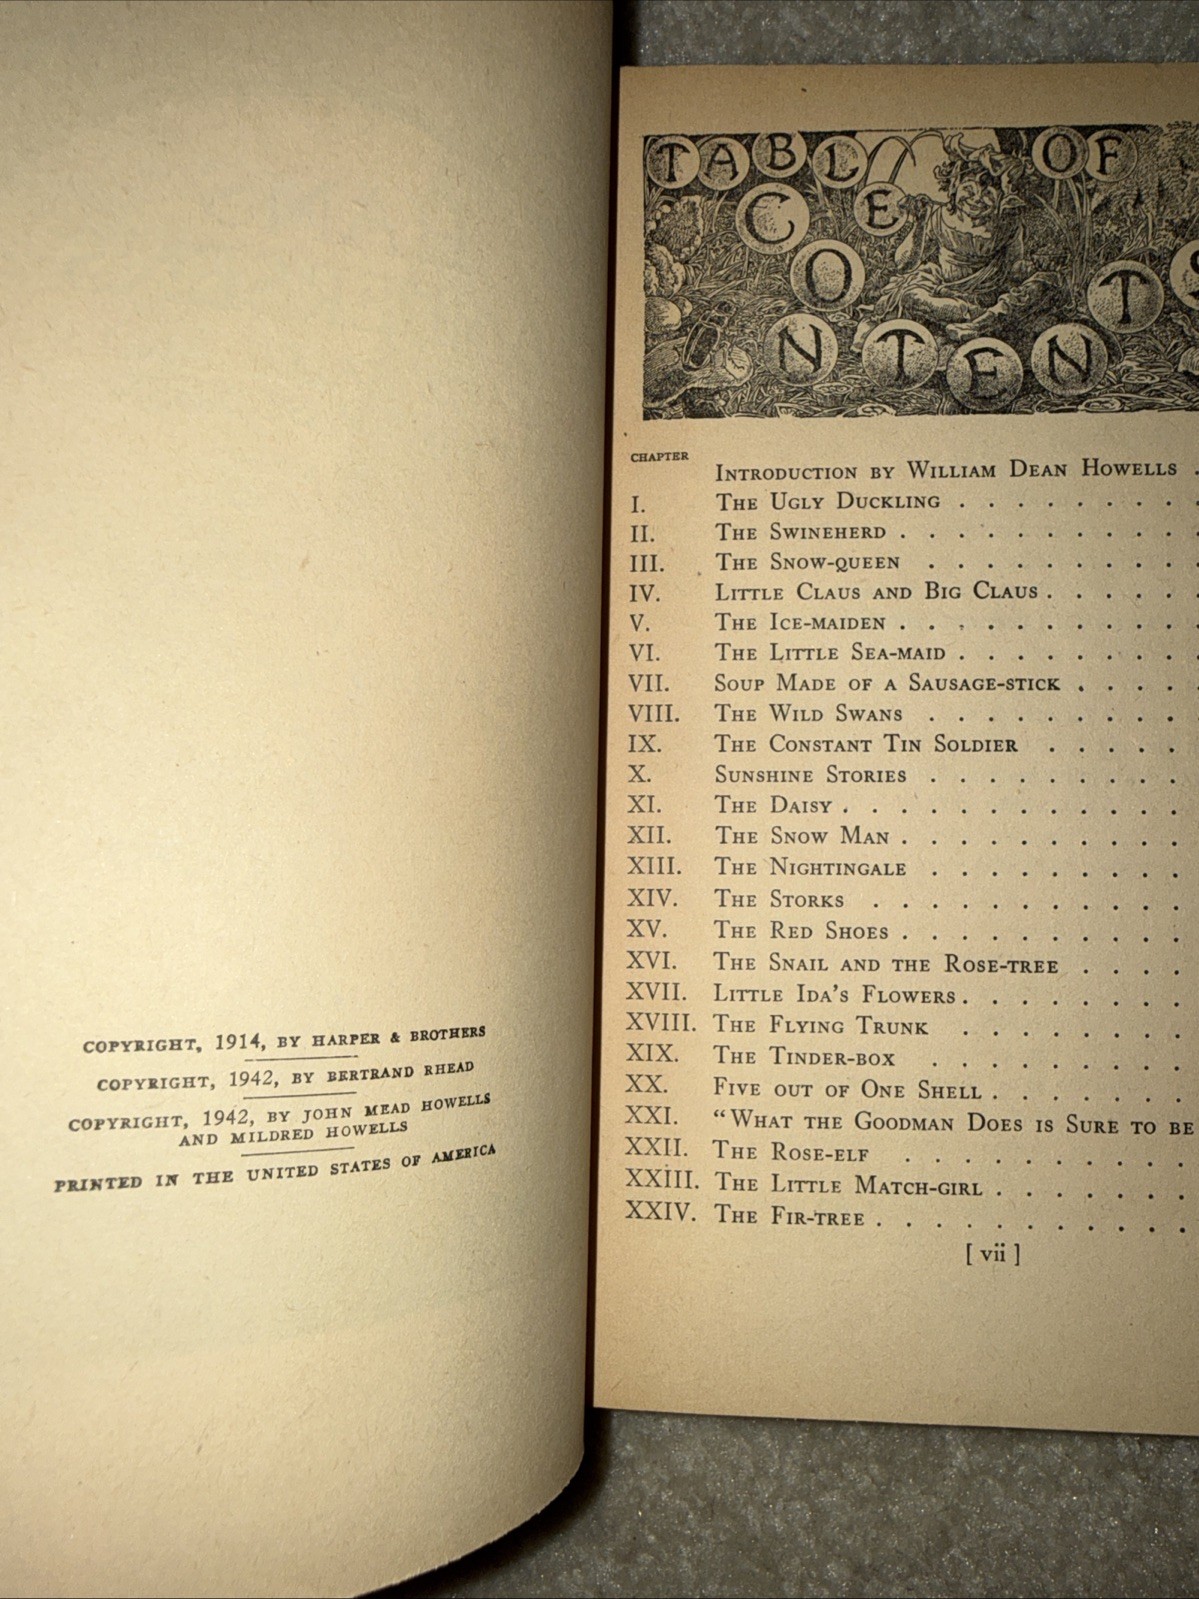 COPYRIGHT, 1914, BY HARPER & BROTHERS
COPYRIGHT, 1942, BY BERTRAND RHEAD
COPYRIGHT, 1942, BY JOHN MEAD HOWELLS
AND MILDRED HOWELLS
PRINTED IN THE UNITED STATES OF AMERICA
TABLE OF
CONTENTS
CHAPTER
INTRODUCTION BY WILLIAM DEAN HOWELLS .
I. THE UGLY DUCKLING . . . . . . . . .
II. THE SWINEHERD . . . . . . . . . . .
III. THE SNOW-QUEEN . . . . . . . . . .
IV. LITTLE CLAUS AND BIG CLAUS . . . . . .
V. THE ICE-MAIDEN . . . . . . . . . . .
VI. THE LITTLE SEA-MAID . . . . . . . . .
VII. SOUP MADE OF A SAUSAGE-STICK . . . . .
VIII. THE WILD SWANS . . . . . . . . .
IX. THE CONSTANT TIN SOLDIER . . . . .
X. SUNSHINE STORIES . . . . . . . . .
XI. THE DAISY . . . . . . . . . . . .
XII. THE SNOW MAN . . . . . . . . . .
XIII. THE NIGHTINGALE . . . . . . . . .
XIV. THE STORKS . . . . . . . . . . .
XV. THE RED SHOES . . . . . . . . . .
XVI. THE SNAIL AND THE ROSE-TREE . . . .
XVII. LITTLE IDA'S FLOWERS . . . . . . . .
XVIII. THE FLYING TRUNK . . . . . . . .
XIX. THE TINDER-BOX . . . . . . . . .
XX. FIVE OUT OF ONE SHELL . . . . . . .
XXI. "WHAT THE GOODMAN DOES IS SURE TO BE
XXII. THE ROSE-ELF . . . . . . . . . .
XXIII. THE LITTLE MATCH-GIRL . . . . . . .
XXIV. THE FIR-TREE . . . . . . . . . . .
[ vii ]